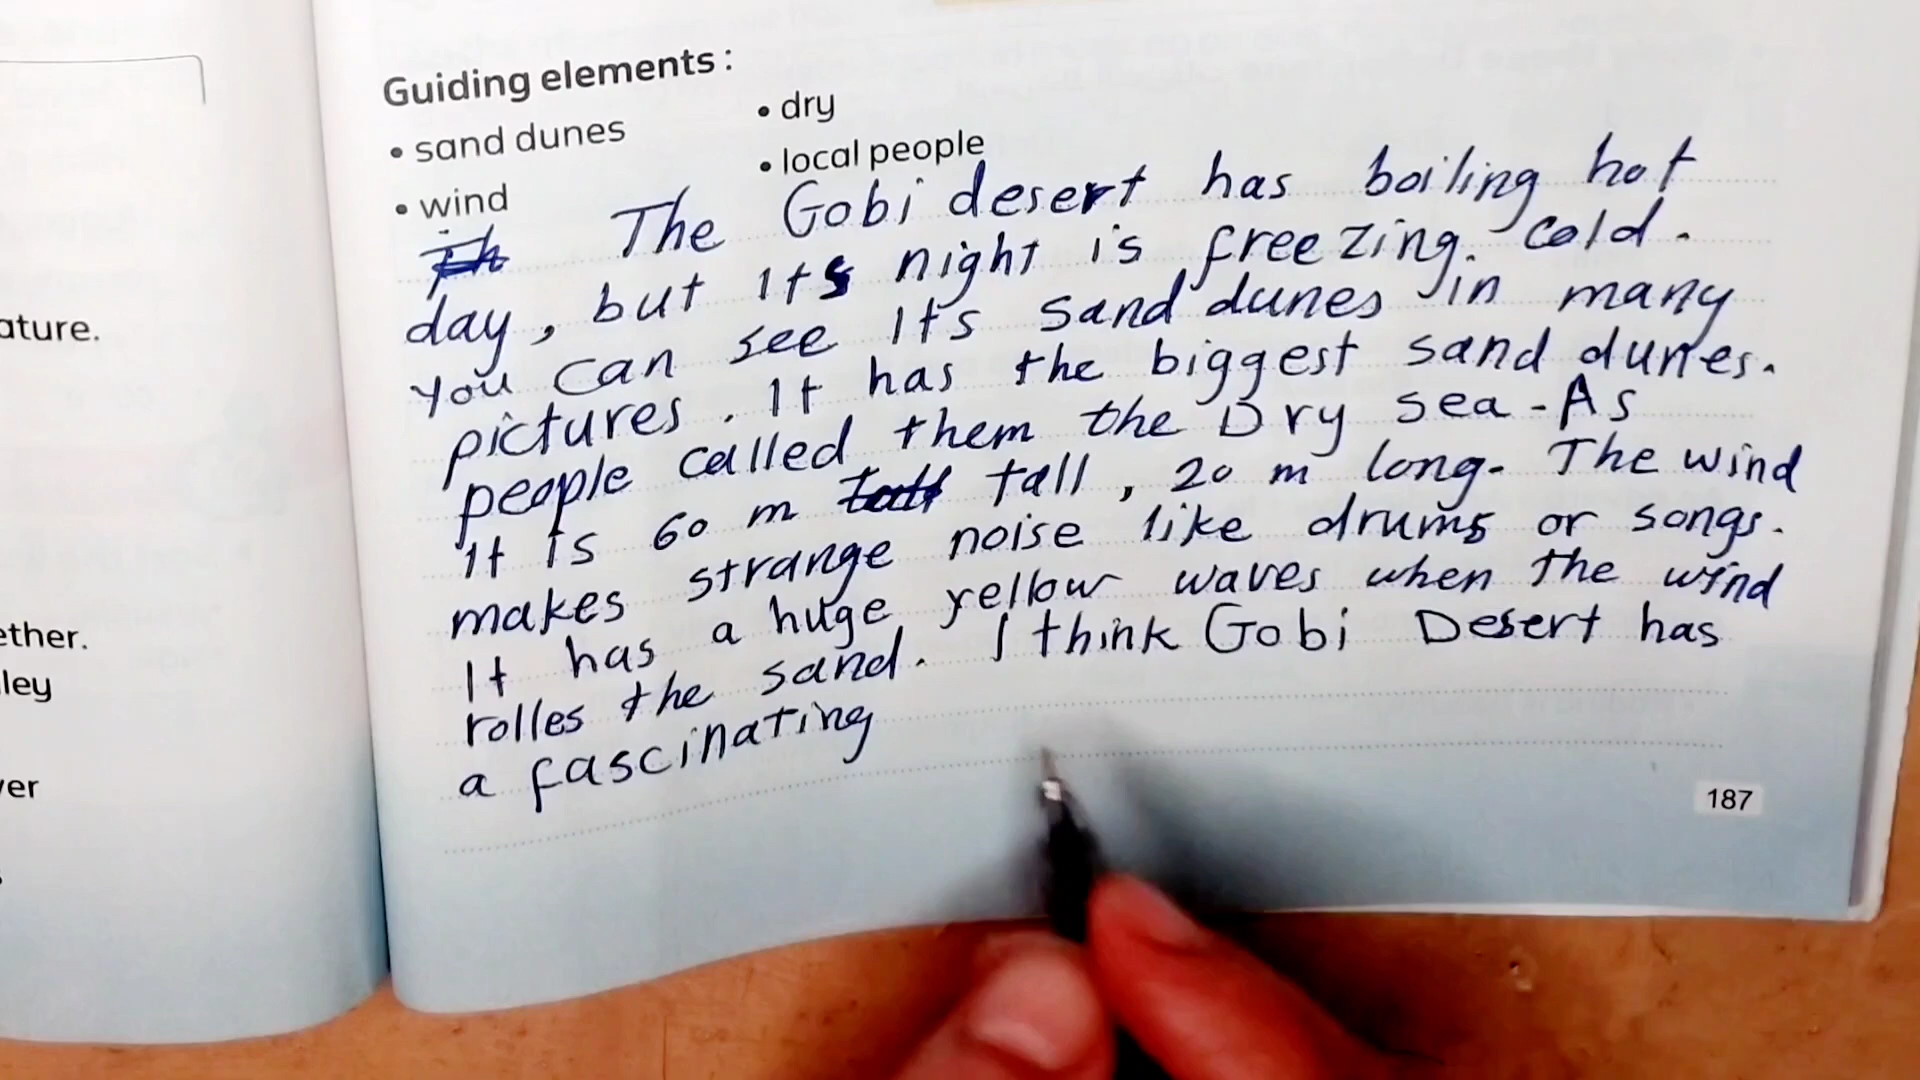 Guiding elements :
• sand dunes
• dry
• wind
• local people
The Gobi desert has boiling hot
day, but its night is freezing cold.
you can see Its sand dunes in many
pictures. It has the biggest sand dunes.
people called them the Dry sea. As
It is 60 m tall, 20 m long. The wind
makes strange noise like drums or songs.
It has a huge yellow waves when the wind
rolles the sand. I think Gobi Desert has
a fascinating
187
ature.
ether.
ley
er